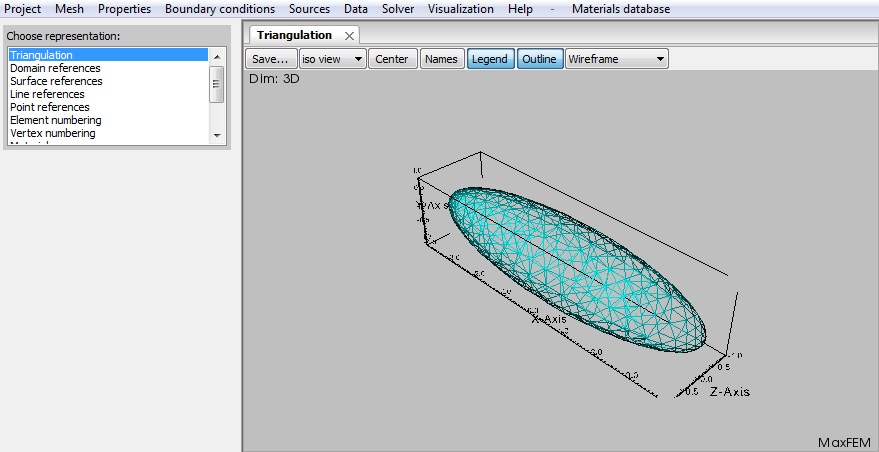 Project Mesh Properties Boundary conditions Sources Data Solver Visualization Help - Materials database
Choose representation:
Triangulation
Domain references
Surface references
Line references
Point references
Element numbering
Vertex numbering
Triangulation
Save... iso view Center Names Legend Outline Wireframe
Dim: 3D
X-Axis
-1.0
0.5
0.0
-0.5
Z-Axis
MaxFEM